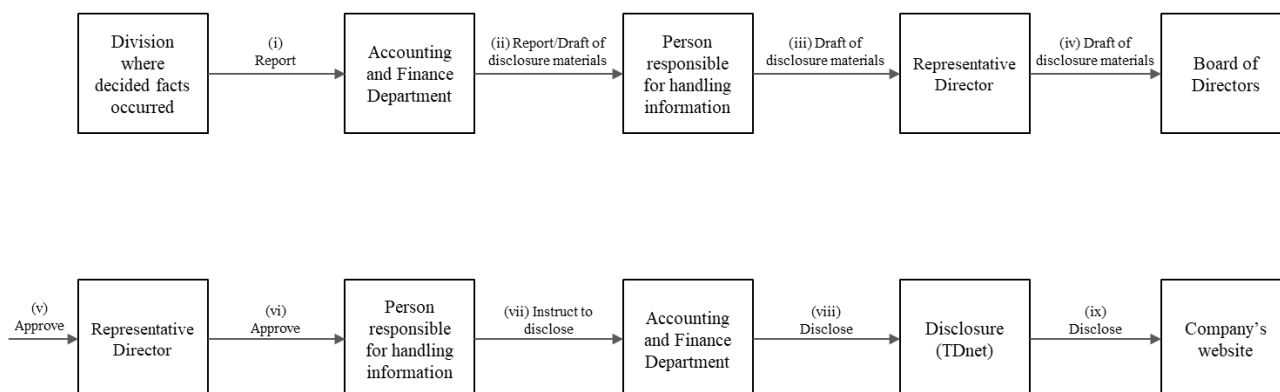 Division
where
decided facts
occurred
(i)
Report
Accounting
and Finance
Department
(ii) Report/Draft of
disclosure materials
Person
responsible
for handling
information
(iii) Draft of
disclosure materials
Representative
Director
(iv) Draft of
disclosure materials
Board of
Directors
(v)
Approve
Representative
Director
(vi)
Approve
Person
responsible
for handling
information
(vii) Instruct to
disclose
Accounting
and Finance
Department
(viii)
Disclose
Disclosure
(TDnet)
(ix)
Disclose
Company’s
website